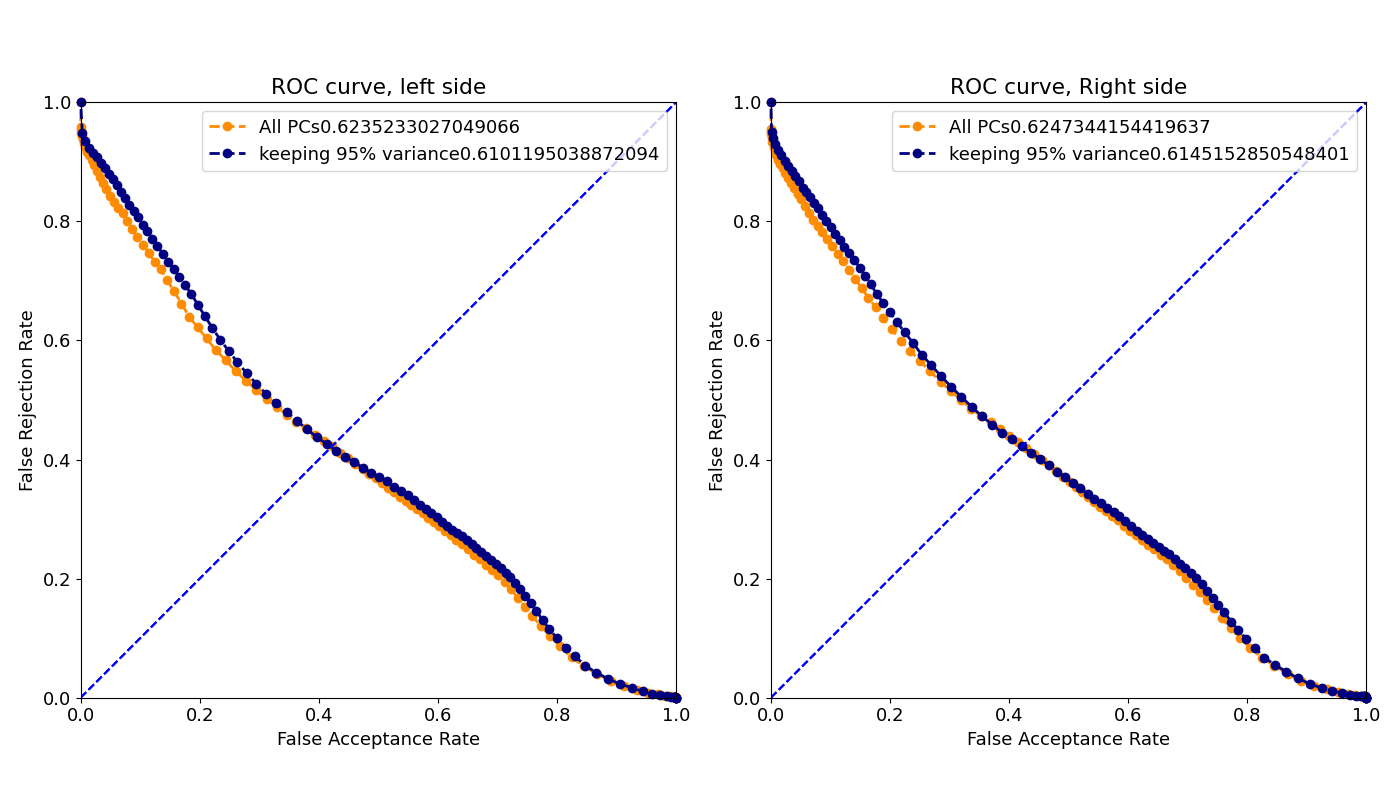 ROC curve, left side
All PCs0.6235233027049066
keeping 95% variance0.6101195038872094
1.0
0.8
0.6
0.4
0.2
0.0
False Rejection Rate
0.0 0.2 0.4 0.6 0.8 1.0
False Acceptance Rate
ROC curve, Right side
All PCs0.6247344154419637
keeping 95% variance0.6145152850548401
1.0
0.8
0.6
0.4
0.2
0.0
False Rejection Rate
0.0 0.2 0.4 0.6 0.8 1.0
False Acceptance Rate